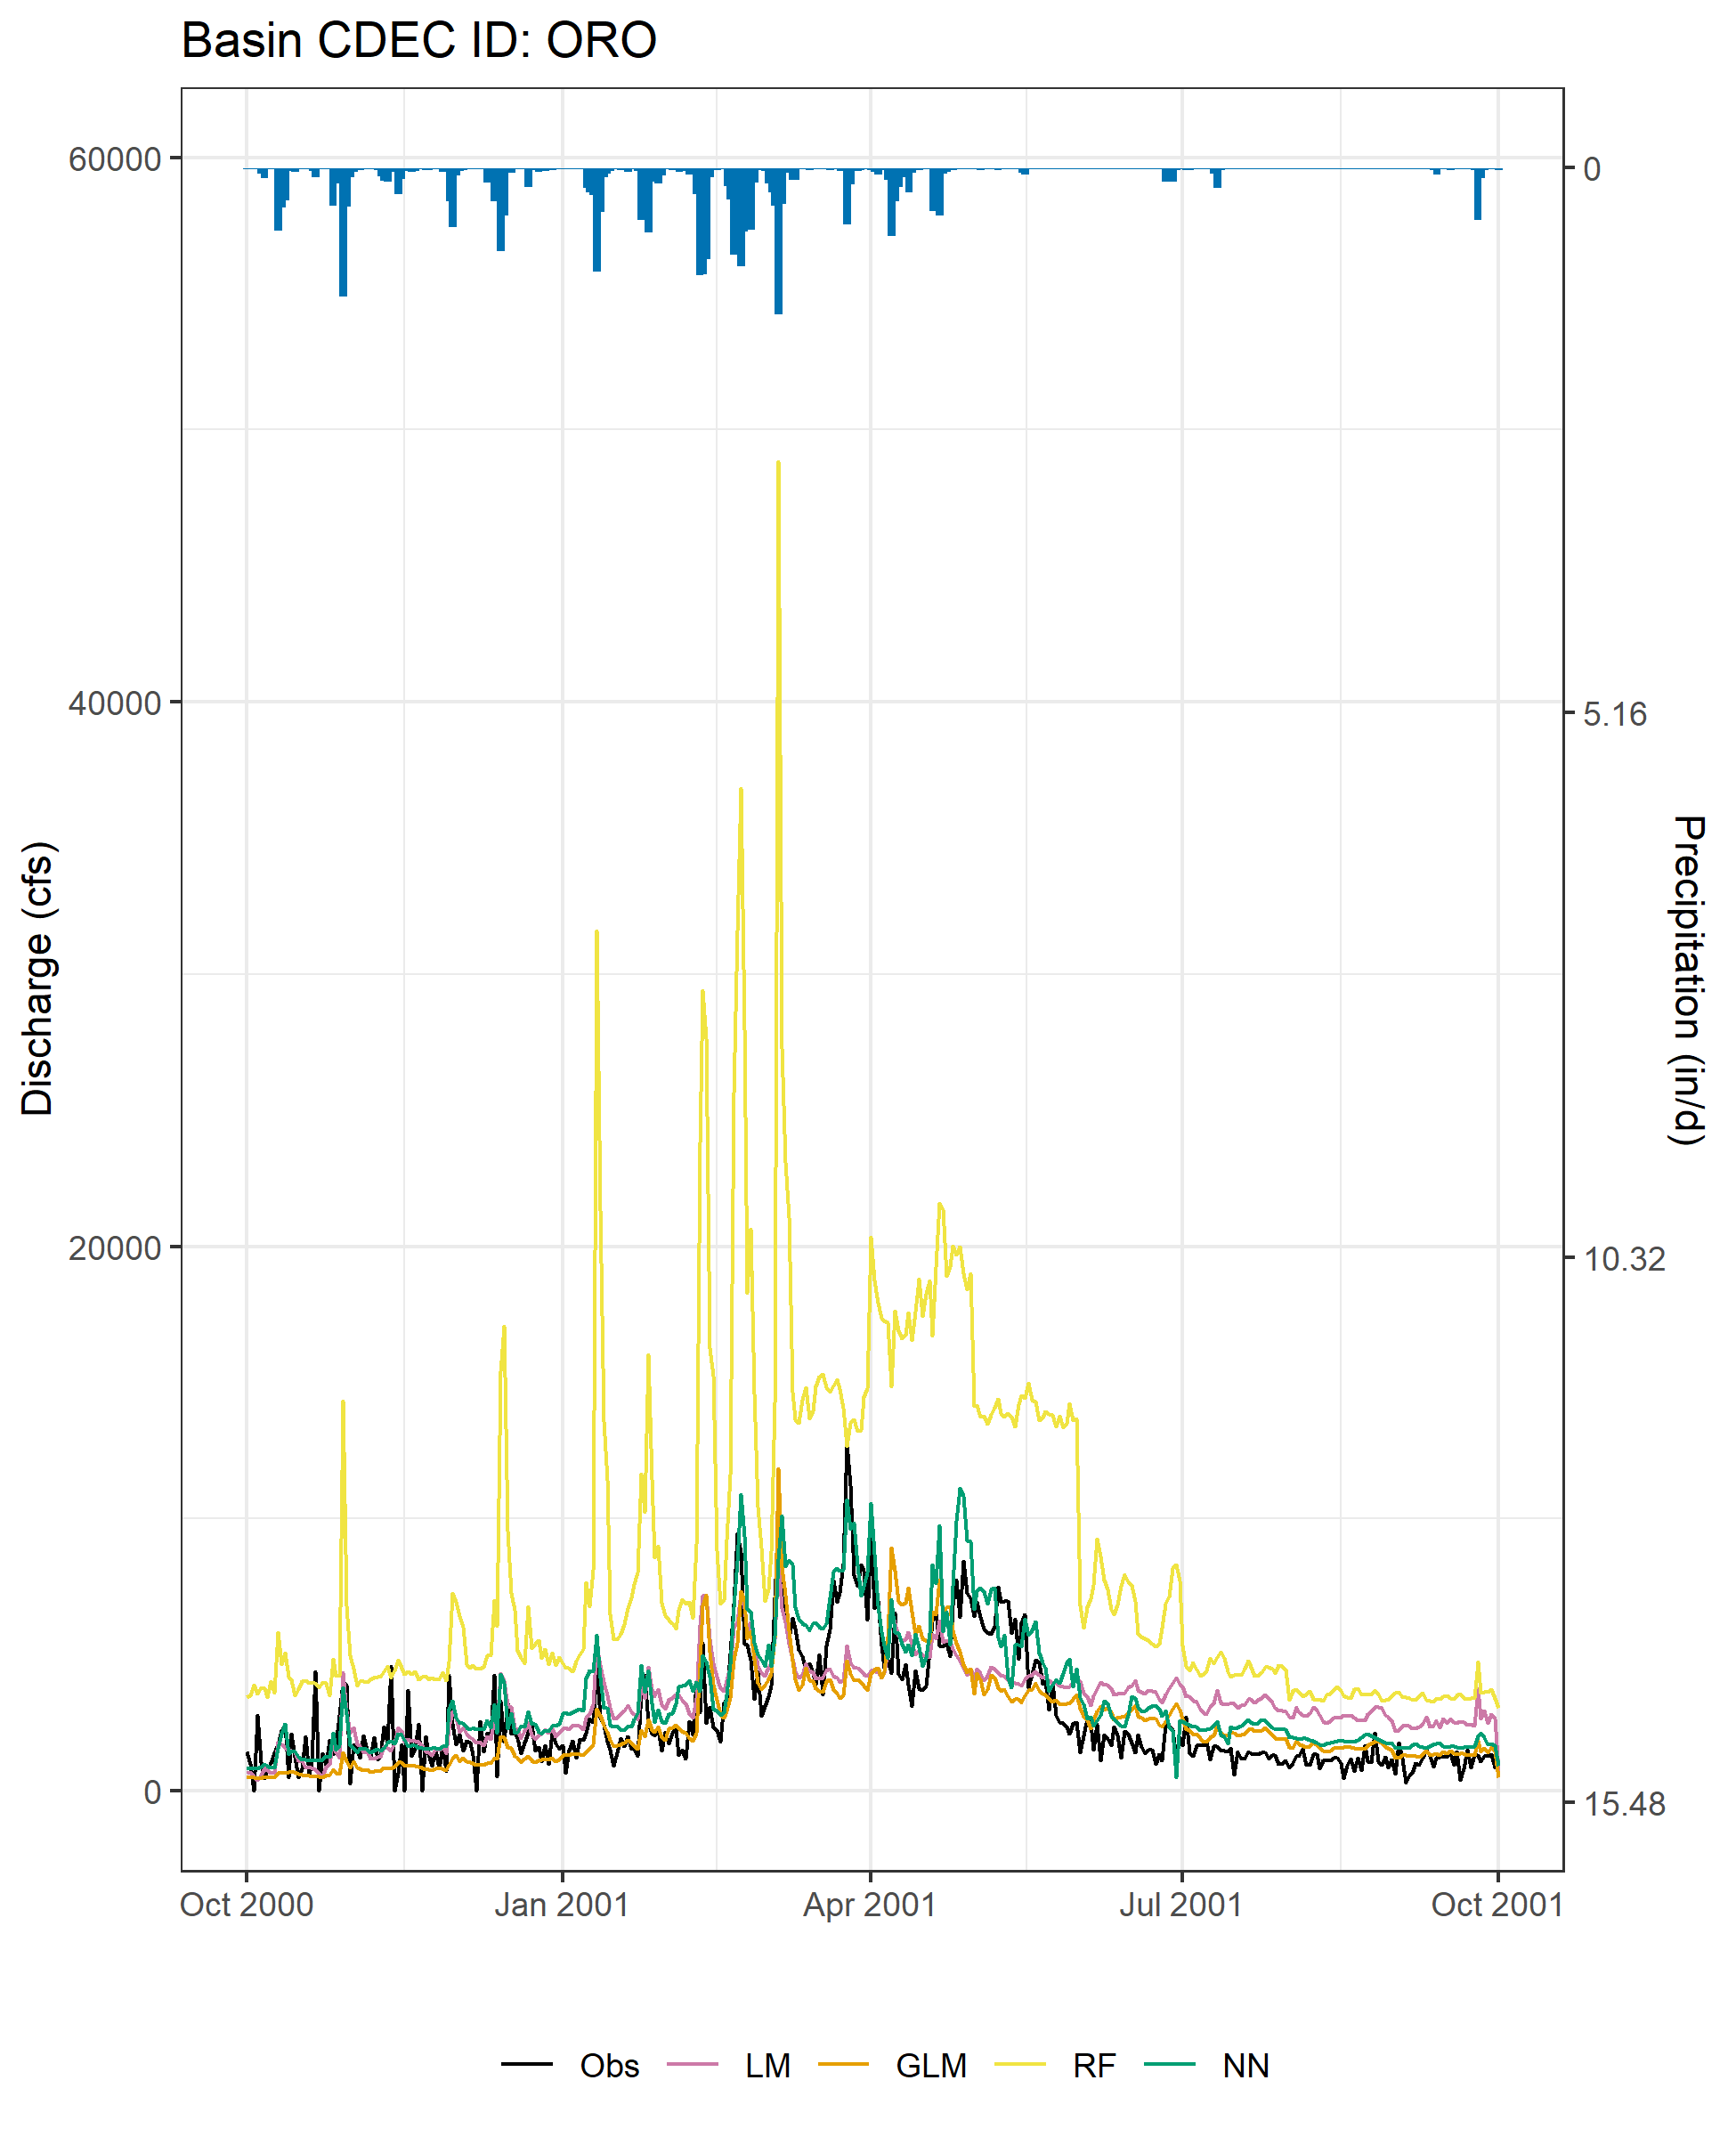 Basin CDEC ID: ORO
60000
40000
20000
0
Discharge (cfs)
0
5.16
10.32
15.48
Precipitation (in/d)
Oct 2000
Jan 2001
Apr 2001
Jul 2001
Oct 2001
Obs
LM
GLM
RF
NN